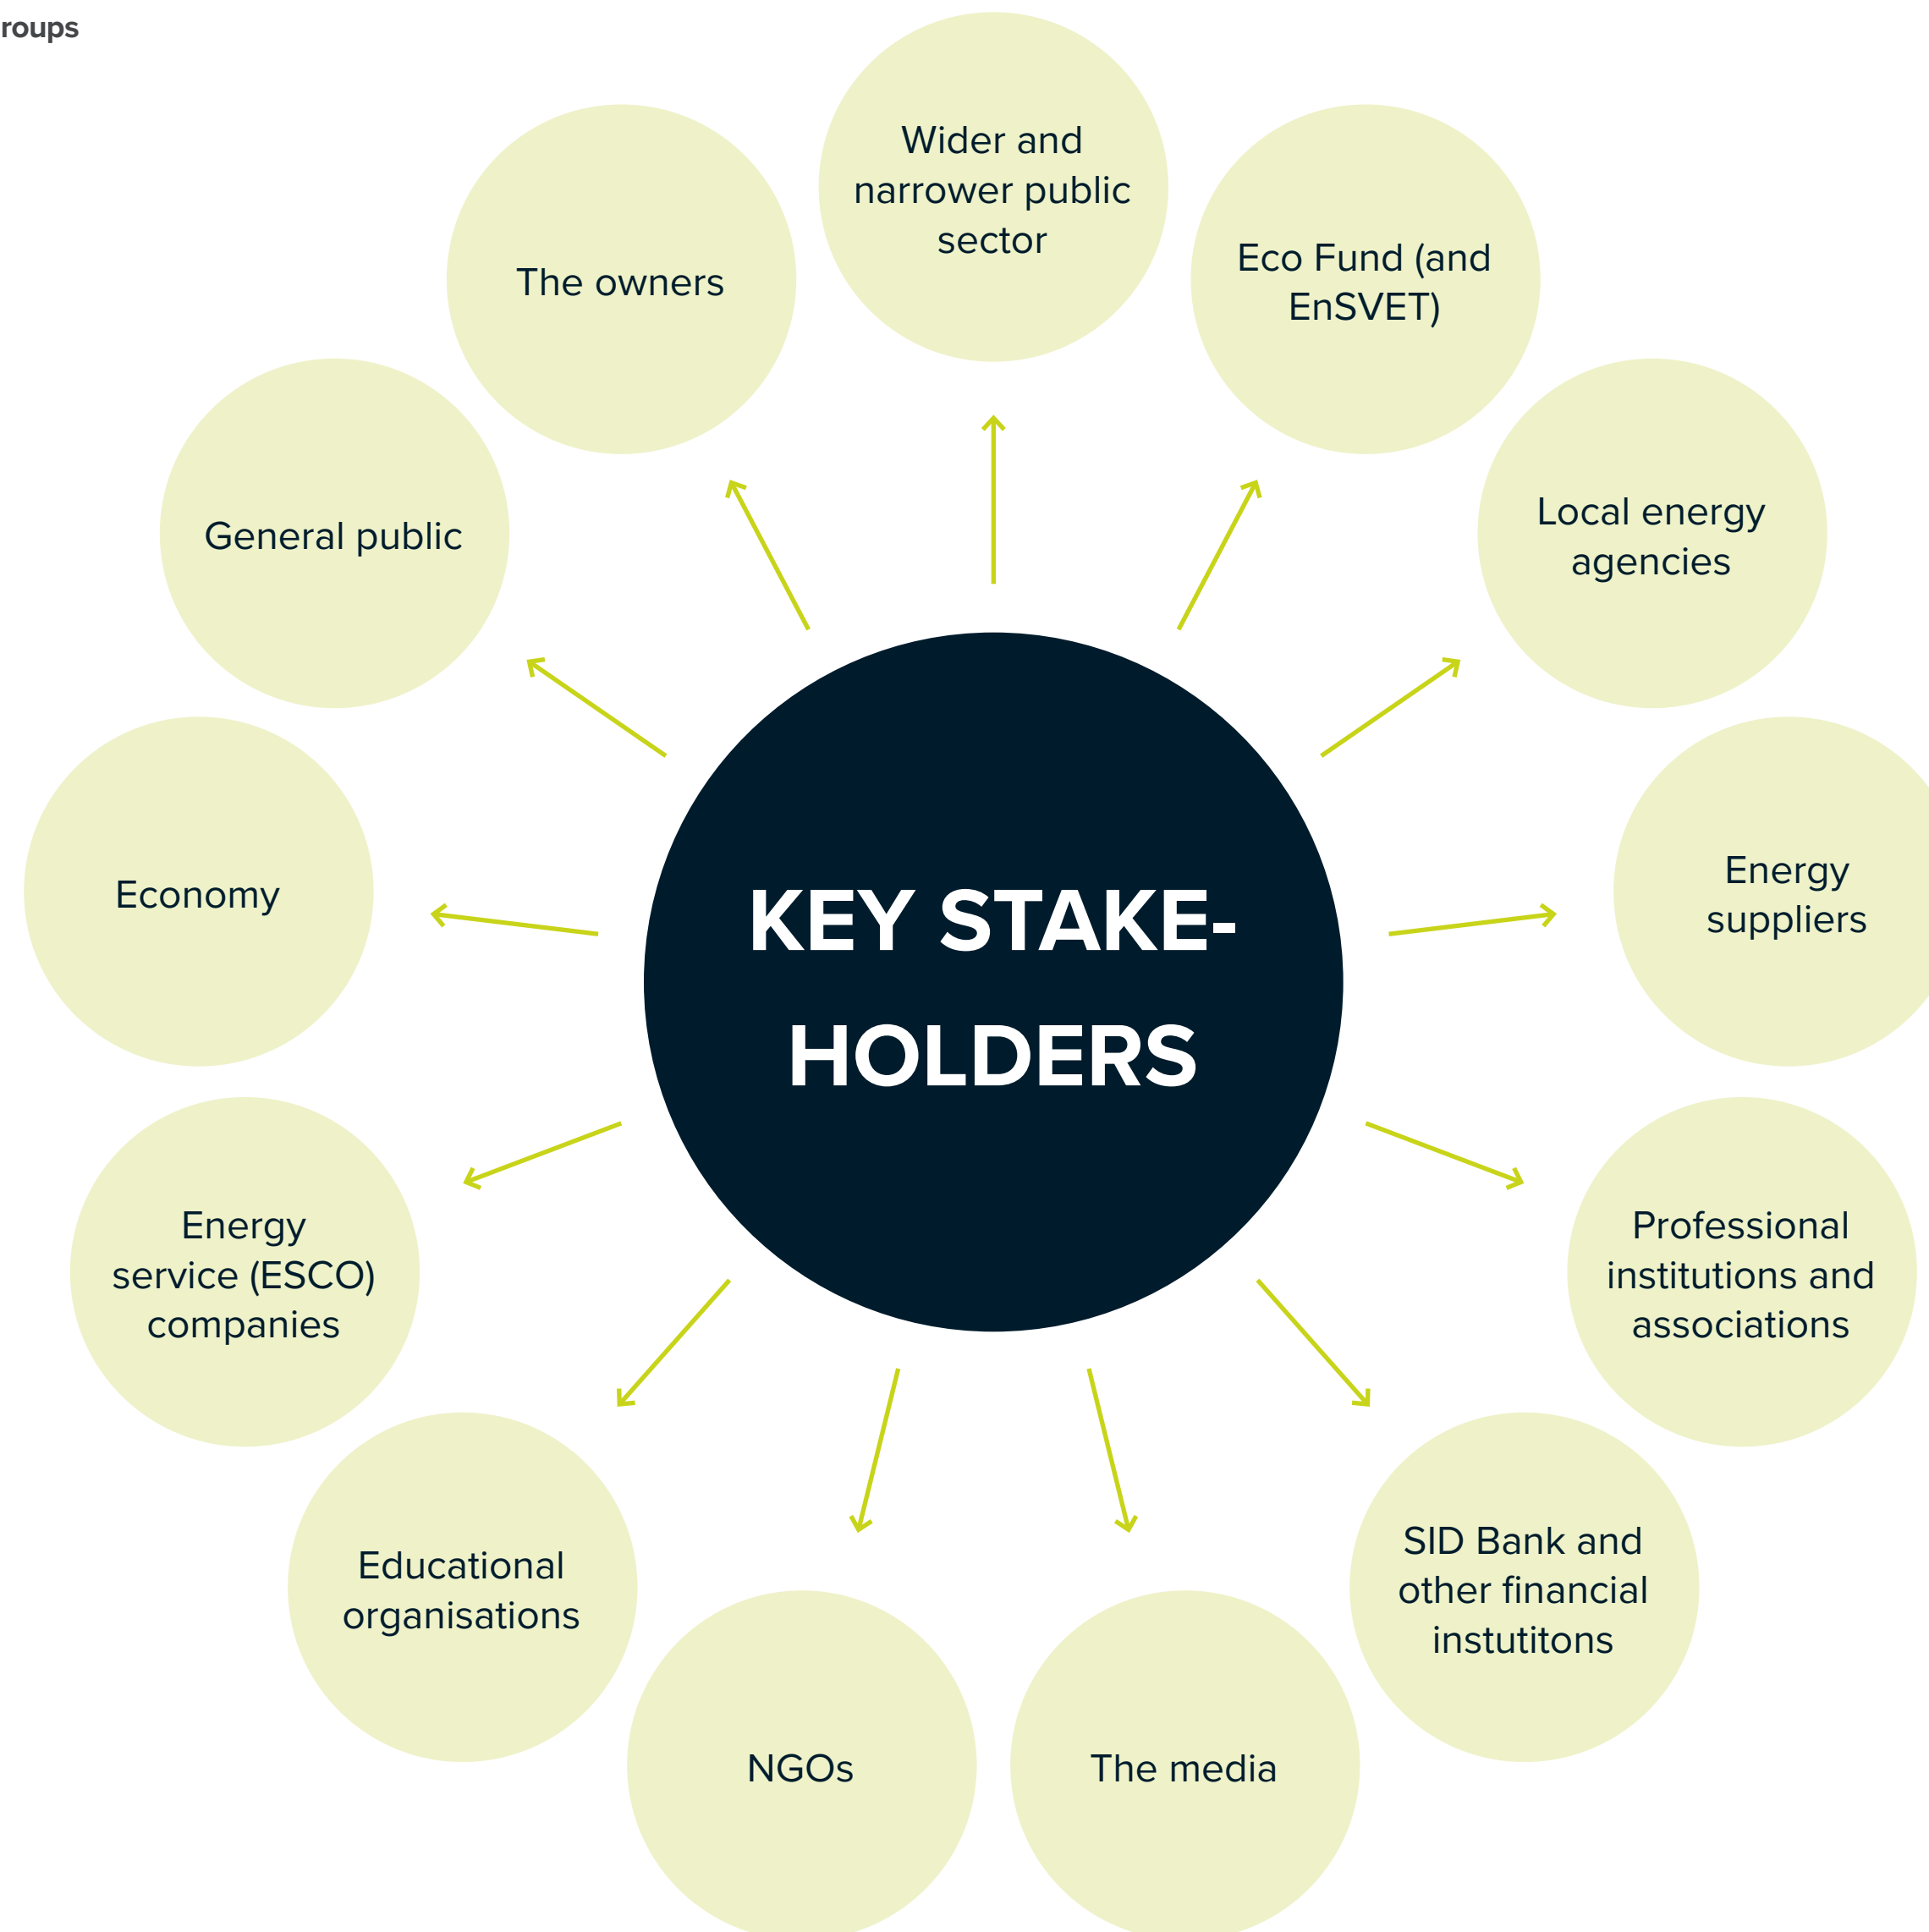 roups
Wider and
narrower public
sector
Eco Fund (and
EnSVET)
The owners
Local energy
agencies
General public
Energy
suppliers
Economy
KEY STAKE-
HOLDERS
Professional
institutions and
associations
Energy
service (ESCO)
companies
SID Bank and
other financial
instutitons
Educational
organisations
NGOs
The media